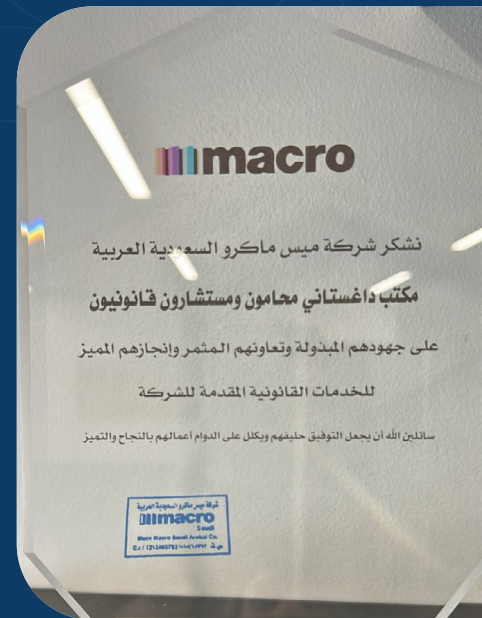 macro
نشكر شركة ميس ماكرو السعودية العربية
مكتب داغستاني محامون ومستشارون قانونيون
على جهودهم المبذولة وتعاونهم المثمر وإنجازهم المميز
للخدمات القانونية المقدمة للشركة
سائلين الله أن يجعل التوفيق حليفهم ويكلل على الدوام أعمالهم بالنجاح والتميز
شركة ميس ماكرو السعودية العربية
macro
Saudi
Macro Saudi Arabai Co.